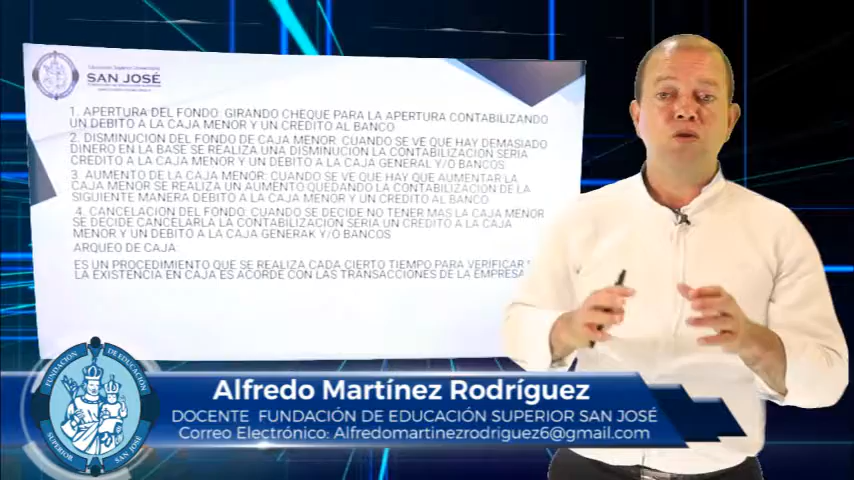 Educación Superior Universitaria
SAN JOSÉ
FUNDACIÓN DE EDUCACIÓN SUPERIOR
1. APERTURA DEL FONDO: GIRANDO CHEQUE PARA LA APERTURA CONTABILIZANDO
UN DEBITO A LA CAJA MENOR Y UN CREDITO AL BANCO
2. DISMINUCION DEL FONDO DE CAJA MENOR: CUANDO SE VE QUE HAY DEMASIADO
DINERO EN LA BASE SE REALIZA UNA DISMINUCION LA CONTABILIZACION SERIA
CREDITO A LA CAJA MENOR Y UN DEBITO A LA CAJA GENERAL Y/O BANCOS
3. AUMENTO DE LA CAJA MENOR: CUANDO SE VE QUE HAY QUE AUMENTAR LA
CAJA MENOR SE REALIZA UN AUMENTO QUEDANDO LA CONTABILIZACION DE LA
SIGUIENTE MANERA DEBITO A LA CAJA MENOR Y UN CREDITO AL BANCO
4. CANCELACION DEL FONDO: CUANDO SE DECIDE NO TENER MAS LA CAJA MENOR
SE DECIDE CANCELARLA LA CONTABILIZACION SERIA UN CREDITO A LA CAJA
MENOR Y UN DEBITO A LA CAJA GENERAK Y/O BANCOS
ARQUEO DE CAJA:
ES UN PROCEDIMIENTO QUE SE REALIZA CADA CIERTO TIEMPO PARA VERIFICAR
LA EXISTENCIA EN CAJA ES ACORDE CON LAS TRANSACCIONES DE LA EMPRESA
Alfredo Martínez Rodríguez
DOCENTE FUNDACIÓN DE EDUCACIÓN SUPERIOR SAN JOSÉ
Correo Electrónico: Alfredomartinezrodriguez6@gmail.com
FUNDACIÓN DE EDUCACIÓN
SUPERIOR SAN JOSÉ